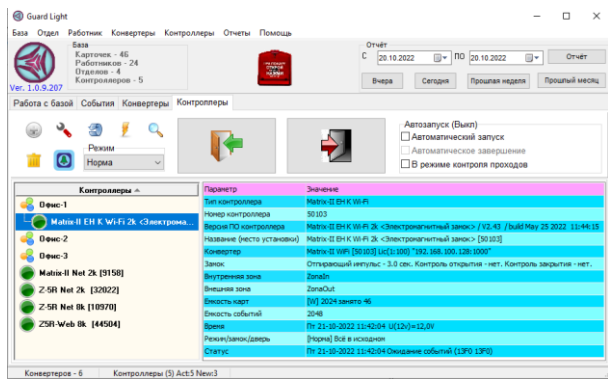 Guard Light
База Отдел Работник Конвертеры Контроллеры Отчеты Помощь
База
Карточек - 46
Работников - 24
Отделов - 4
Контроллеров - 5
Ver. 1.0.9.207
Отчёт
С 20.10.2022 ПО 20.10.2022 Отчёт
Вчера Сегодня Прошлая неделя Прошлый месяц
Работа с базой События Конвертеры Контроллеры
Режим
Норма
Автозапуск (Выкл)
Автоматический запуск
Автоматическое завершение
В режиме контроля проходов
Контроллеры
Офис-1
Matrix-II EH K Wi-Fi 2k <Электрома...
Офис-2
Офис-3
Matrix-II Net 2k [9158]
Z-5R Net 2k [32022]
Z-5R Net 8k [10970]
Z5R-Web 8k [44504]
Параметр Значение
Тип контроллера Matrix-II EH K Wi-Fi
Номер контроллера 50103
Версия ПО контроллера Matrix-II EH K Wi-Fi 2k <Электромагнитный замок> / V2.43 / build May 25 2022 11:44:15
Название (место установки) Matrix-II EH K Wi-Fi 2k <Электромагнитный замок> [50103]
Конвертер Matrix-II WiFi [50103] Lic[1:100] "192.168.100.128:1000"
Замок Отпирающий импульс - 3.0 сек. Контроль открытия - нет. Контроль закрытия - нет.
Внутренняя зона ZonaIn
Внешняя зона ZonaOut
Емкость карт [W] 2024 занято 46
Емкость событий 2048
Время Пт 21-10-2022 11:42:04 U(12v)=12,0V
Режим/замок/дверь [Норма] Всё в исходном
Статус Пт 21-10-2022 11:42:04 Ожидание событий (13F0 13F0)
Конвертеров - 6 Контроллеры (5) Act:5 New:3